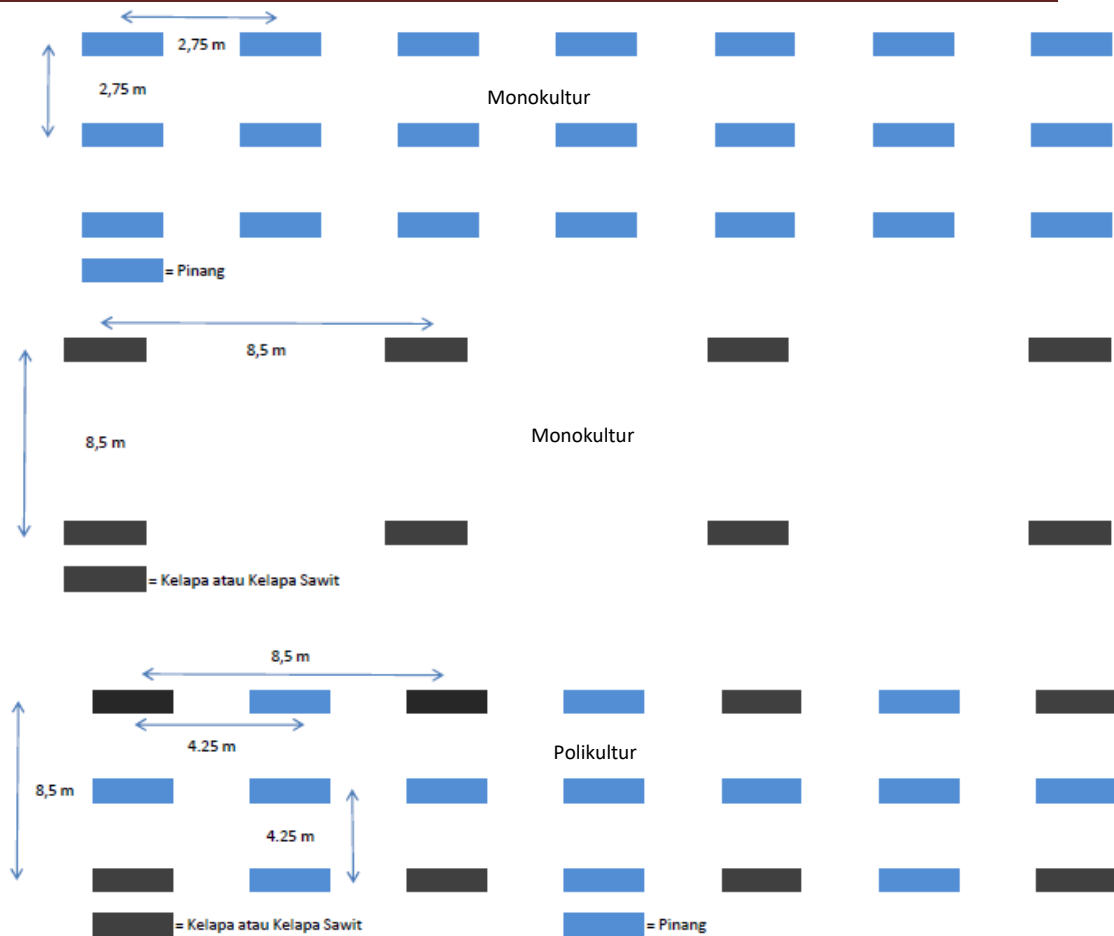 2,75 m
2,75 m
Monokultur
= Pinang
8,5 m
8,5 m
Monokultur
= Kelapa atau Kelapa Sawit
8,5 m
4.25 m
Polikultur
8,5 m
4.25 m
= Kelapa atau Kelapa Sawit
= Pinang